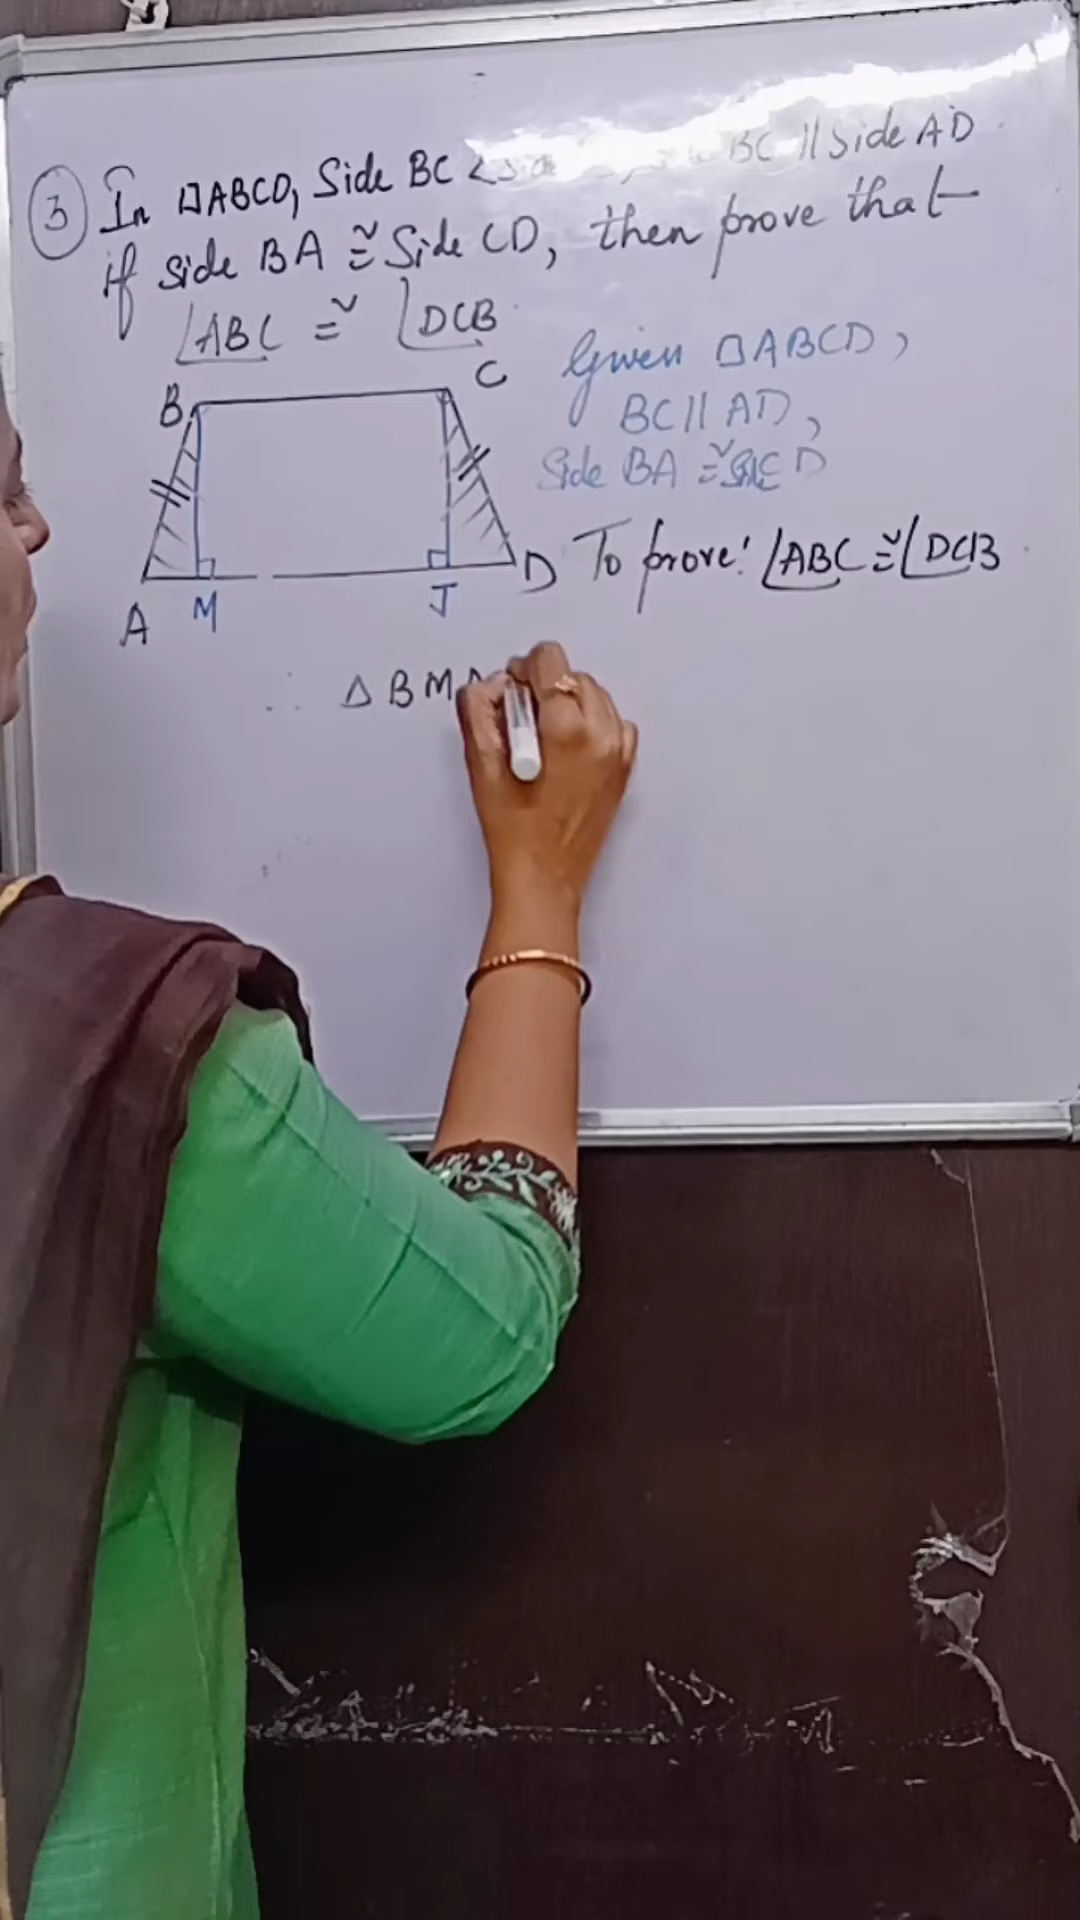 3 In □ABCD, Side BC < Side BC || Side AD
if side BA ≅ Side CD, then prove that
∠ABC ≅ ∠DCB
Given □ABCD,
BC || AD,
Side BA ≅ Side CD
To prove: ∠ABC ≅ ∠DCB
B C
A M J D
∴ △BM